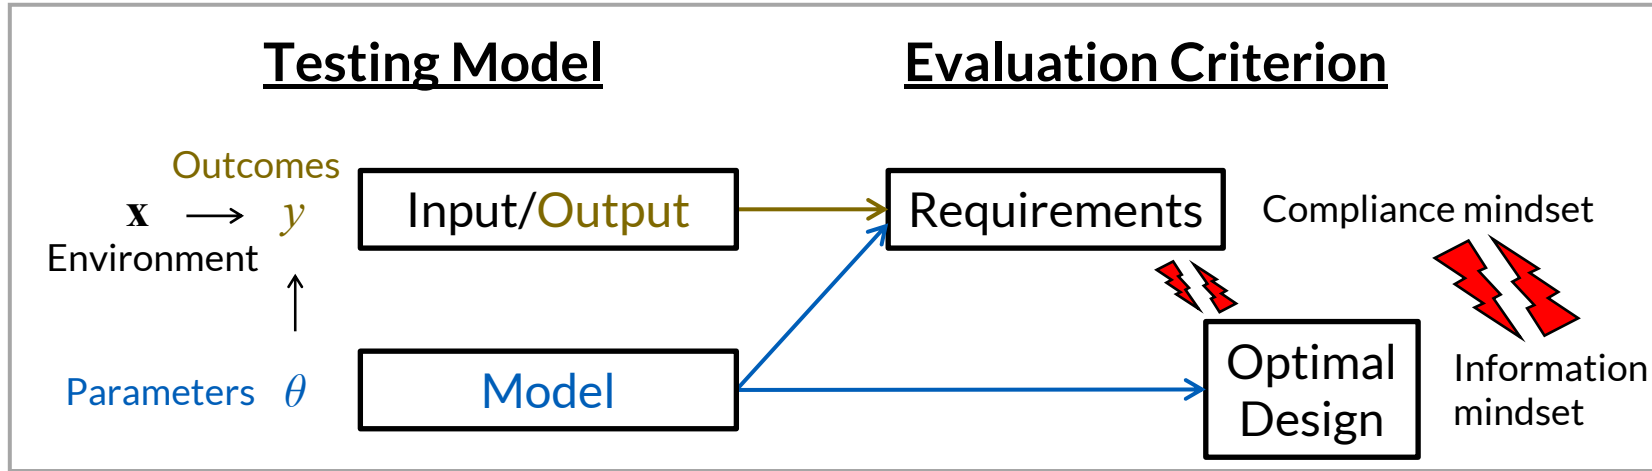 Testing Model
Evaluation Criterion
Outcomes
x → y
Environment
Input/Output
Requirements
Compliance mindset
Parameters θ
Model
Optimal
Design
Information
mindset